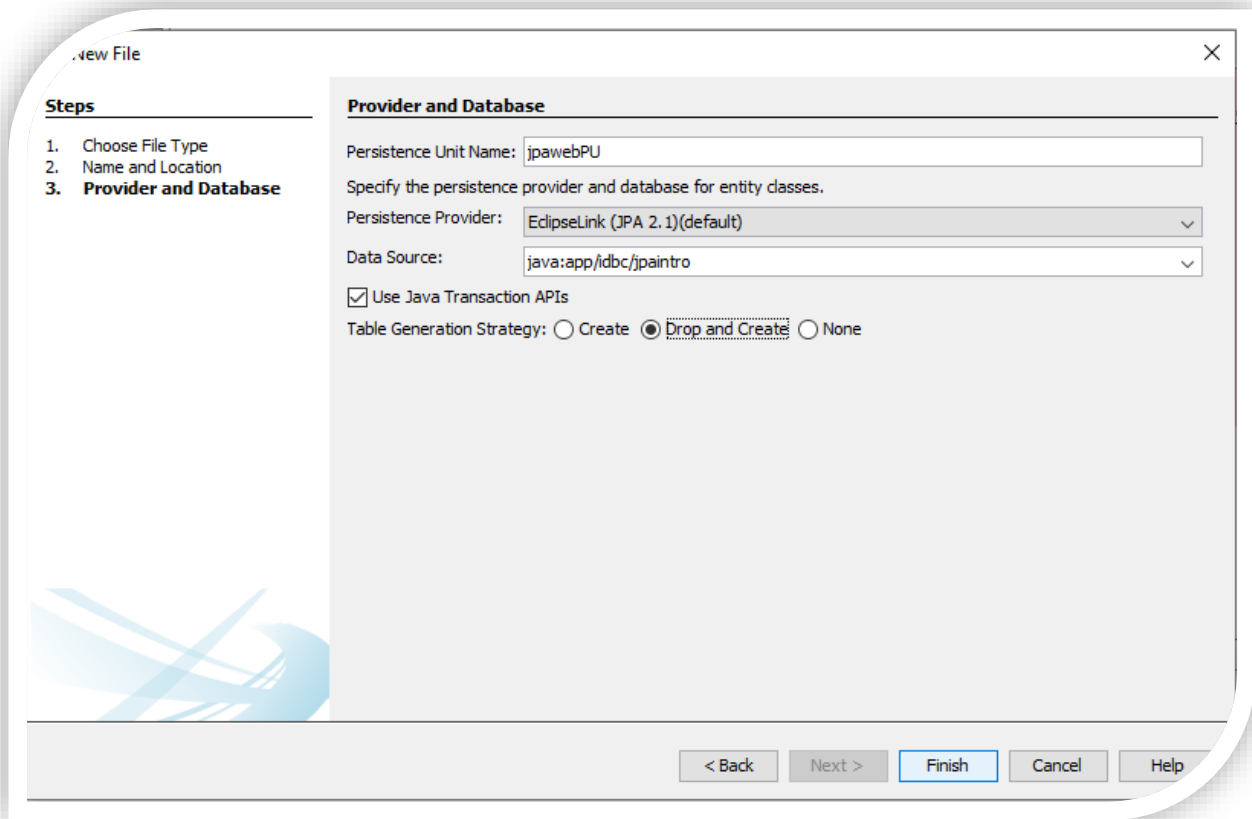 New File
Steps
1. Choose File Type
2. Name and Location
3. Provider and Database
Provider and Database
Persistence Unit Name: jpawebPU
Specify the persistence provider and database for entity classes.
Persistence Provider: EclipseLink (JPA 2.1)(default)
Data Source: java:app/idbc/jpaintro
Use Java Transaction APIs
Table Generation Strategy: Create Drop and Create None
< Back Next > Finish Cancel Help